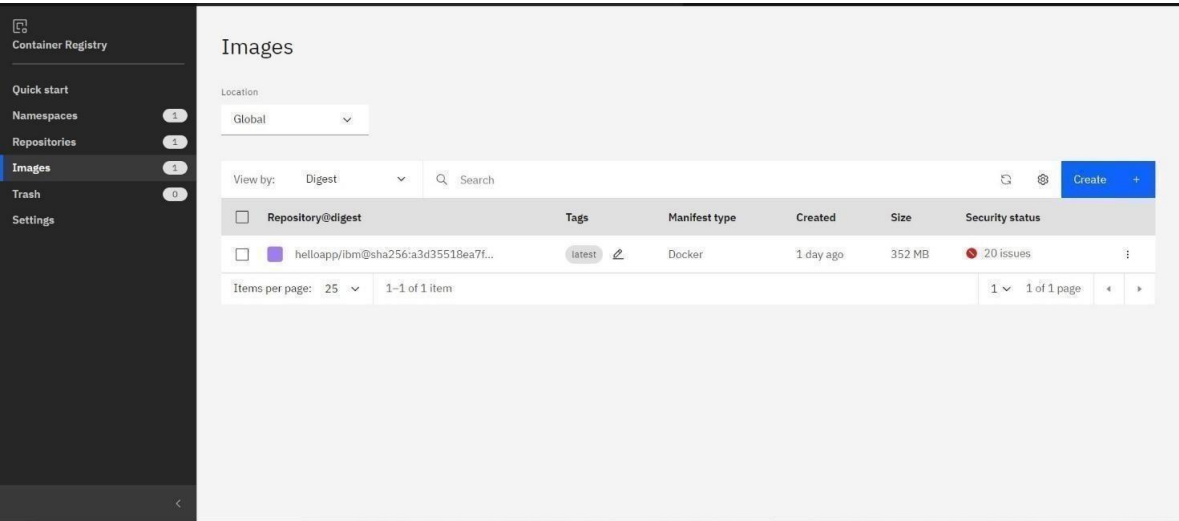 Container Registry
Quick start
Namespaces 1
Repositories 1
Images 1
Trash 0
Settings
Images
Location
Global
View by: Digest Search Create +
Repository@digest Tags Manifest type Created Size Security status
helloapp/ibm@sha256:a3d35518ea7f... latest Docker 1 day ago 352 MB 20 issues
Items per page: 25 1–1 of 1 item 1 1 of 1 page